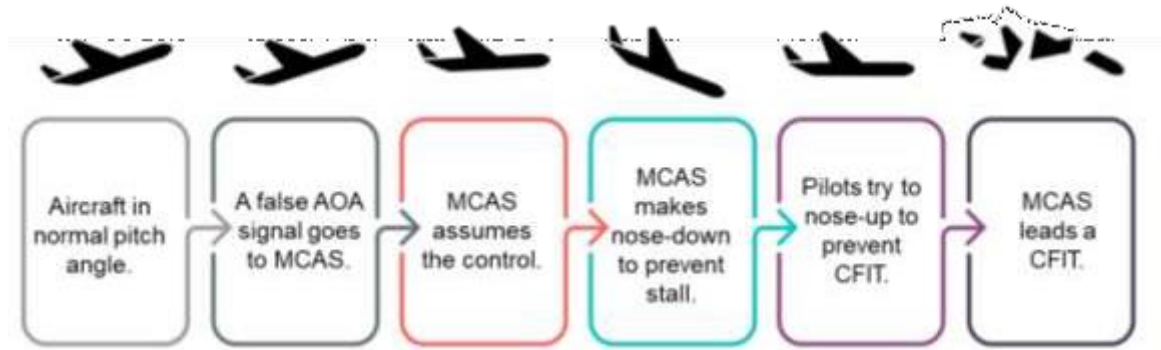 Aircraft in
normal pitch
angle.
A false AOA
signal goes
to MCAS.
MCAS
assumes
the control.
MCAS
makes
nose-down
to prevent
stall.
Pilots try to
nose-up to
prevent
CFIT.
MCAS
leads a
CFIT.